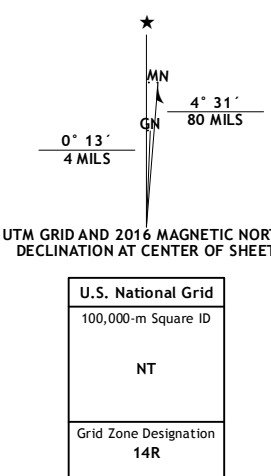 ★
MN
4° 31´
80 MILS
GN
0° 13´
4 MILS
UTM GRID AND 2016 MAGNETIC NORT
DECLINATION AT CENTER OF SHEET
U.S. National Grid
100,000-m Square ID
NT
Grid Zone Designation
14R